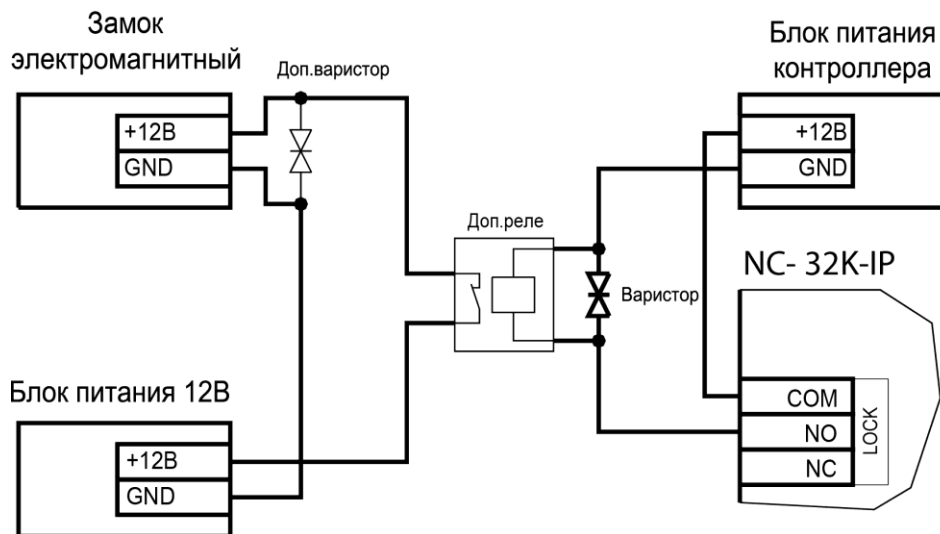 Замок
электромагнитный
+12В
GND
Доп.варистор
Блок питания
контроллера
+12В
GND
Доп.реле
Варистор
NC- 32K-IP
COM
NO
NC
LOCK
Блок питания 12В
+12В
GND